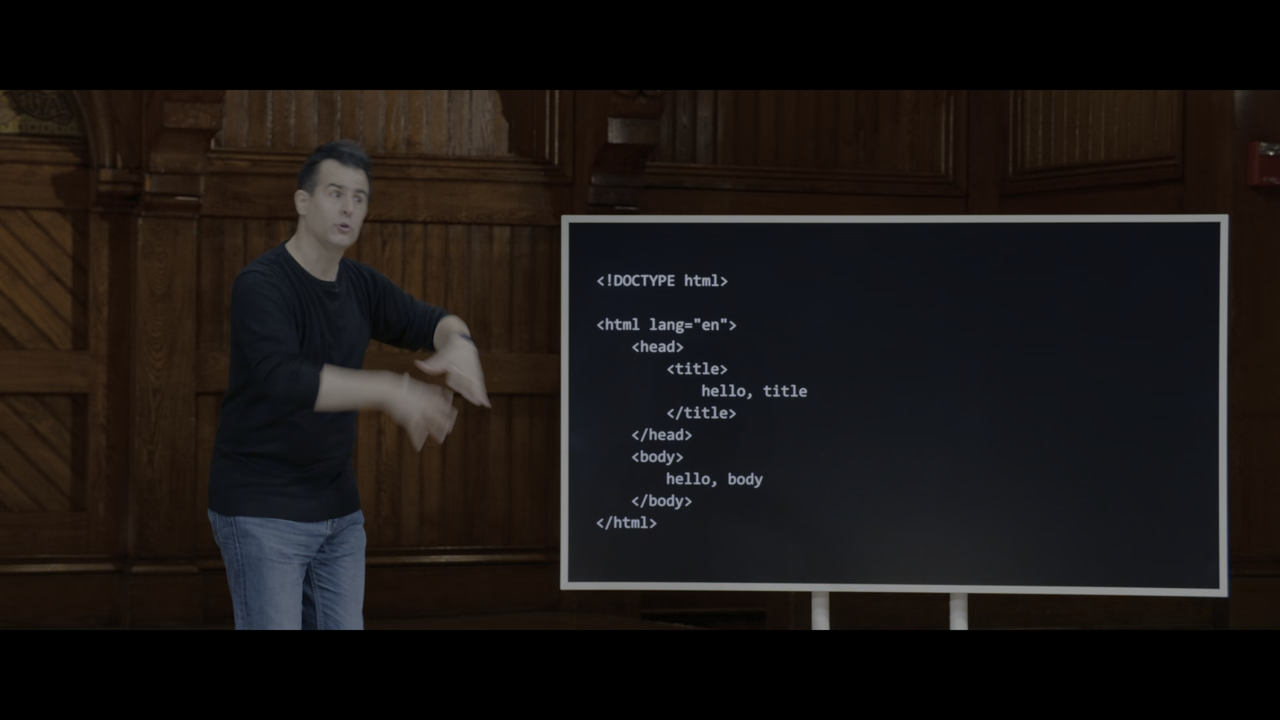 <!DOCTYPE html>
<html lang="en">
<head>
<title>
hello, title
</title>
</head>
<body>
hello, body
</body>
</html>